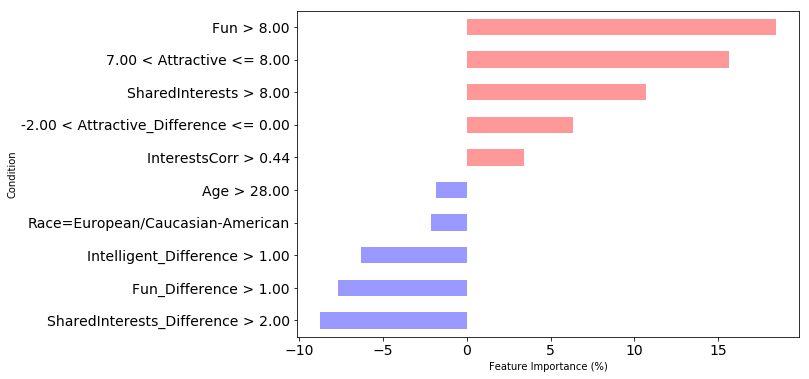 Fun > 8.00
7.00 < Attractive <= 8.00
SharedInterests > 8.00
-2.00 < Attractive_Difference <= 0.00
InterestsCorr > 0.44
Age > 28.00
Race=European/Caucasian-American
Intelligent_Difference > 1.00
Fun_Difference > 1.00
SharedInterests_Difference > 2.00
Condition
−10 −5 0 5 10 15
Feature Importance (%)